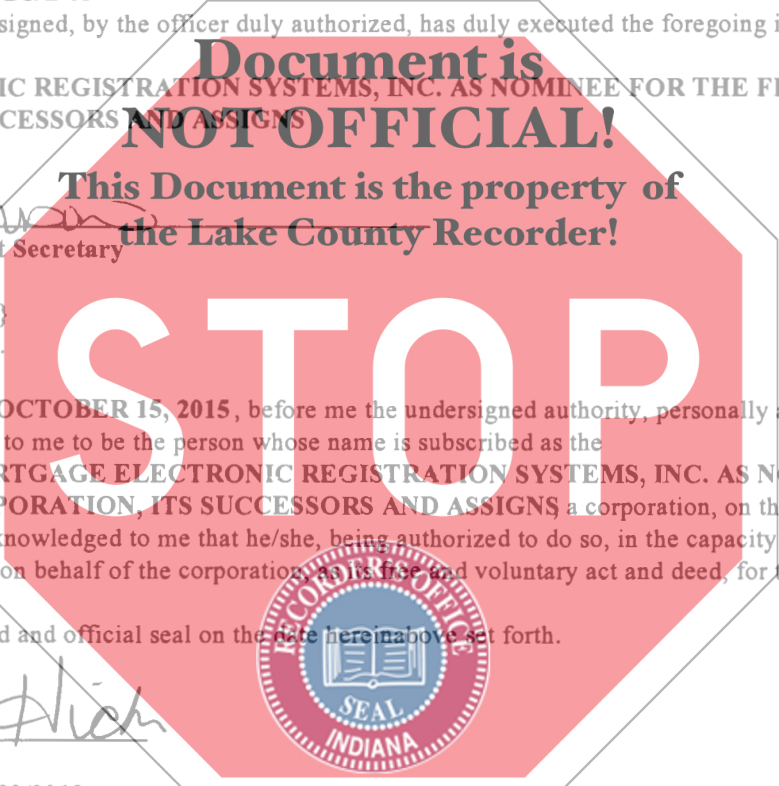 signed, by the officer duly authorized, has duly executed the foregoing i
Document is
IC REGISTRATION SYSTEMS, INC. AS NOMINEE FOR THE FI
CESSORS AND ASSIGNS
NOT OFFICIAL!
This Document is the property of
the Lake County Recorder!
t Secretary
STOP
OCTOBER 15, 2015, before me the undersigned authority, personally a
to me to be the person whose name is subscribed as the
RTGAGE ELECTRONIC REGISTRATION SYSTEMS, INC. AS NO
PORATION, ITS SUCCESSORS AND ASSIGNS a corporation, on th
knowledged to me that he/she, being authorized to do so, in the capacity
on behalf of the corporation, as its free and voluntary act and deed, for t
d and official seal on the date hereinabove set forth.
RECORDER'S OFFICE
SEAL
INDIANA